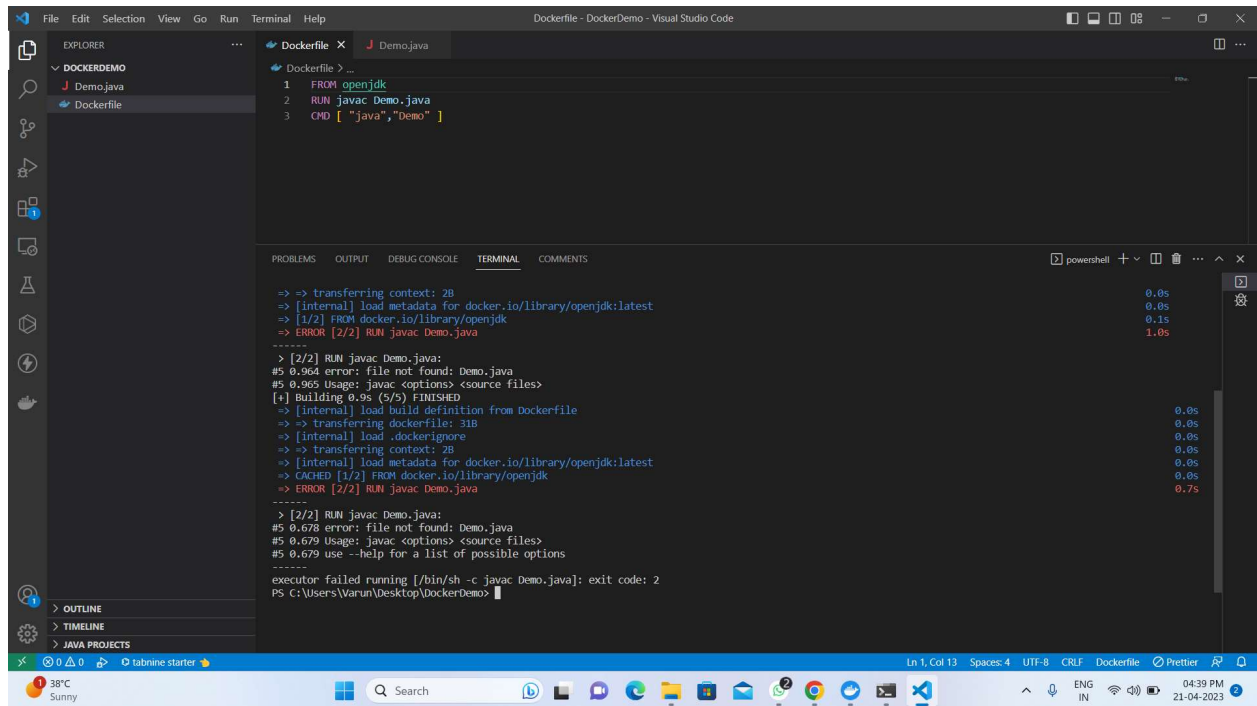 File Edit Selection View Go Run Terminal Help
Dockerfile - DockerDemo - Visual Studio Code
EXPLORER
Dockerfile
Demo.java
DOCKERDEMO
Demo.java
Dockerfile
Dockerfile > ...
1 FROM openjdk
2 RUN javac Demo.java
3 CMD [ "java","Demo" ]
PROBLEMS OUTPUT DEBUG CONSOLE TERMINAL COMMENTS
powershell
=> => transferring context: 2B 0.0s
=> [internal] load metadata for docker.io/library/openjdk:latest 0.0s
=> [1/2] FROM docker.io/library/openjdk 0.1s
=> ERROR [2/2] RUN javac Demo.java 1.0s
------
> [2/2] RUN javac Demo.java:
#5 0.964 error: file not found: Demo.java
#5 0.965 Usage: javac <options> <source files>
[+] Building 0.9s (5/5) FINISHED
=> [internal] load build definition from Dockerfile 0.0s
=> => transferring dockerfile: 31B 0.0s
=> [internal] load .dockerignore 0.0s
=> => transferring context: 2B 0.0s
=> [internal] load metadata for docker.io/library/openjdk:latest 0.0s
=> CACHED [1/2] FROM docker.io/library/openjdk 0.0s
=> ERROR [2/2] RUN javac Demo.java 0.7s
------
> [2/2] RUN javac Demo.java:
#5 0.678 error: file not found: Demo.java
#5 0.679 Usage: javac <options> <source files>
#5 0.679 use --help for a list of possible options
------
executor failed running [/bin/sh -c javac Demo.java]: exit code: 2
PS C:\Users\Varun\Desktop\DockerDemo>
1
1
OUTLINE
TIMELINE
JAVA PROJECTS
0 0 tabnine starter
Ln 1, Col 13 Spaces: 4 UTF-8 CRLF Dockerfile Prettier
1
38°C
Sunny
Search
2
ENG
IN
04:39 PM
21-04-2023
2